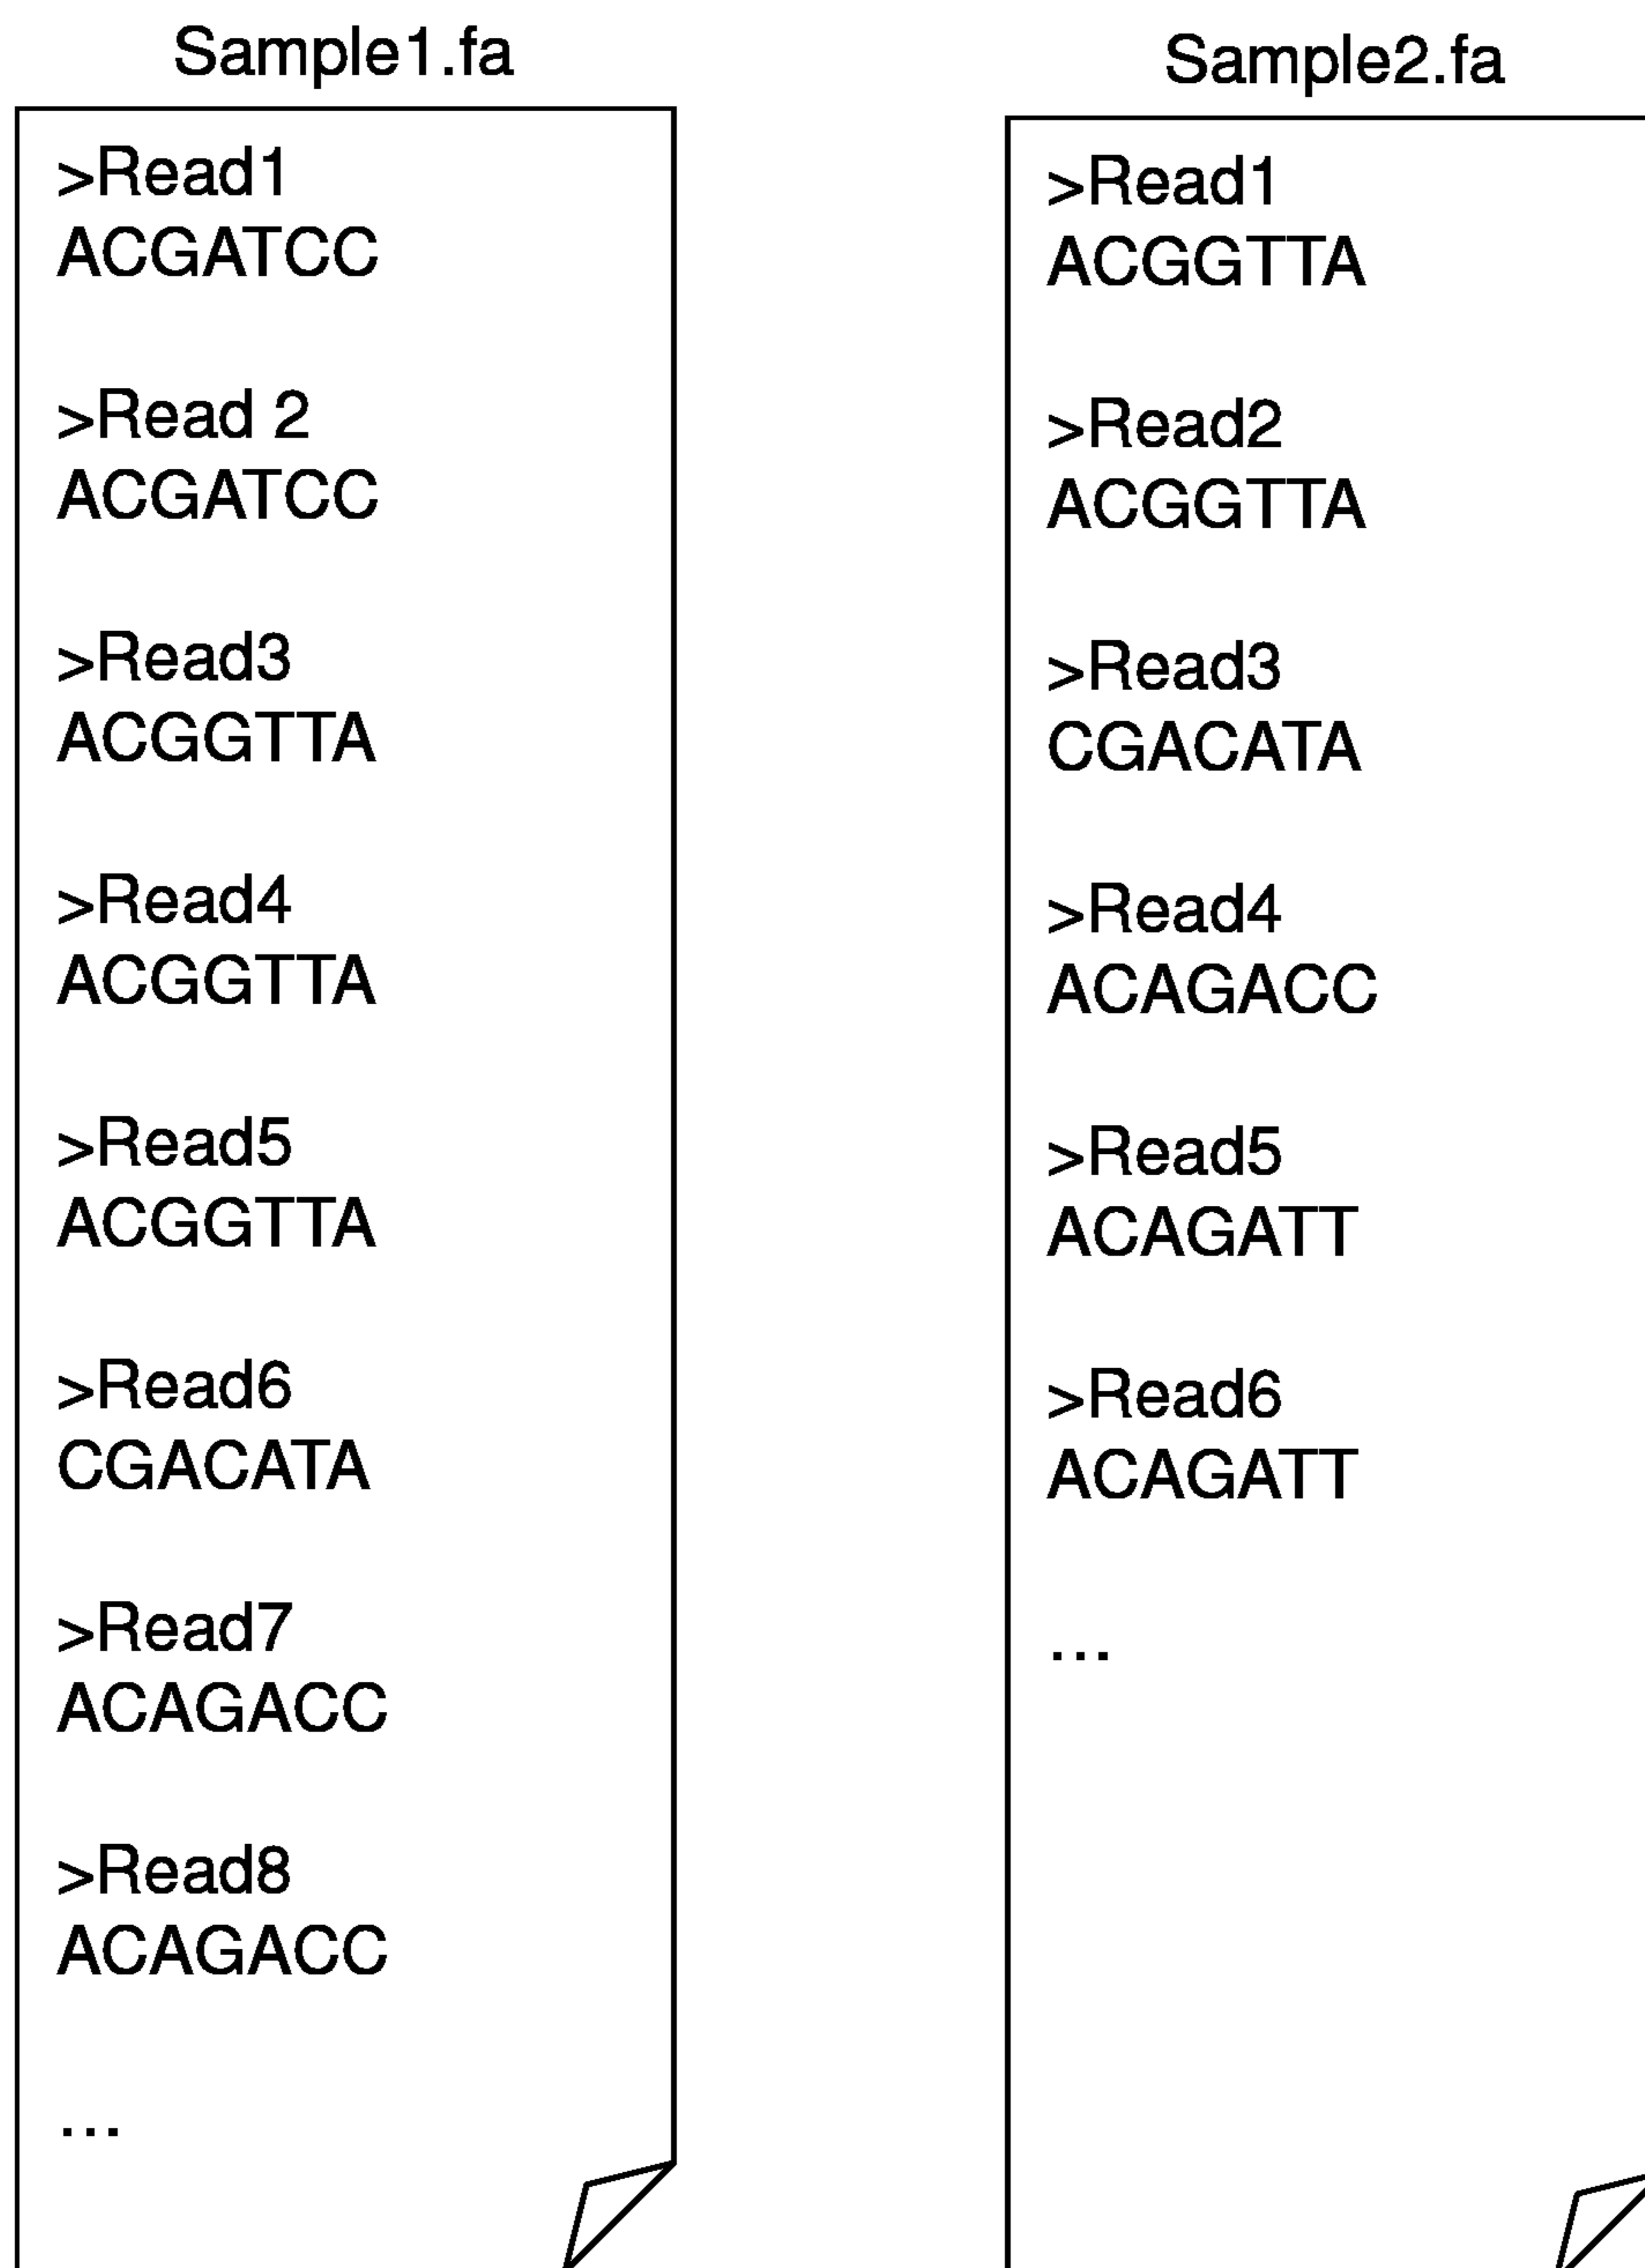 Sample1.fa
>Read1
ACGATCC
>Read 2
ACGATCC
>Read3
ACGGTTA
>Read4
ACGGTTA
>Read5
ACGGTTA
>Read6
CGACATA
>Read7
ACAGACC
>Read8
ACAGACC
...
Sample2.fa
>Read1
ACGGTTA
>Read2
ACGGTTA
>Read3
CGACATA
>Read4
ACAGACC
>Read5
ACAGATT
>Read6
ACAGATT
...